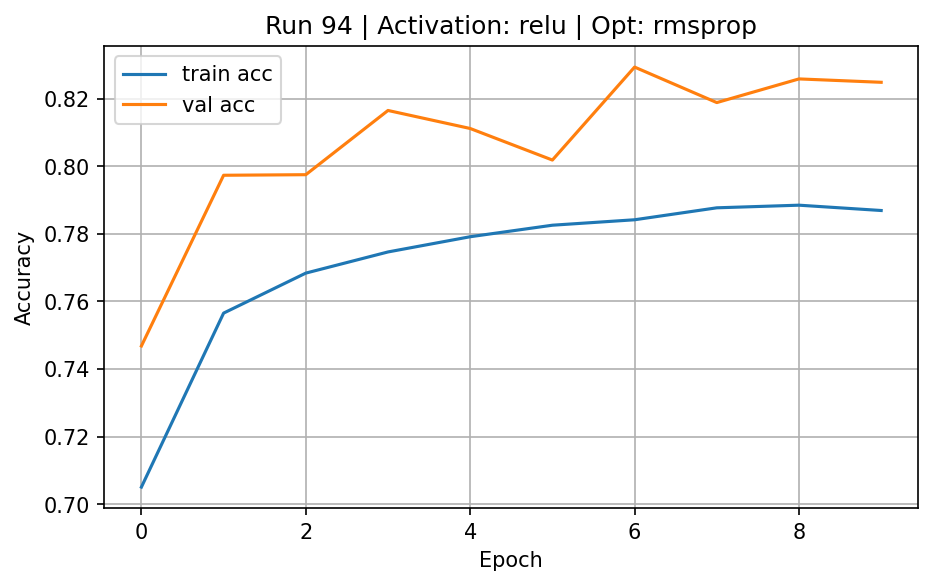 Run 94 | Activation: relu | Opt: rmsprop
train acc
val acc
0.82
0.80
0.78
0.76
0.74
0.72
0.70
Accuracy
0 2 4 6 8
Epoch